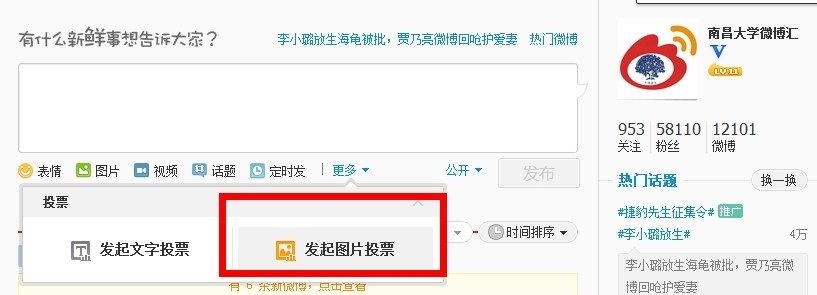 有什么新鲜事想告诉大家?
李小璐放生海龟被批，贾乃亮微博回呛护爱妻 热门微博
表情 图片 视频 话题 定时发 更多 公开 发布
投票
发起文字投票 发起图片投票
时间排序
有 6 条新微博，点击查看
南昌大学微博汇
V
LV 11
953 58110 12101
关注 粉丝 微博
热门话题 换一换
#捷豹先生征集令# 推广
#李小璐放生# 4万
李小璐放生海龟被批，贾乃亮微
博回呛护爱妻